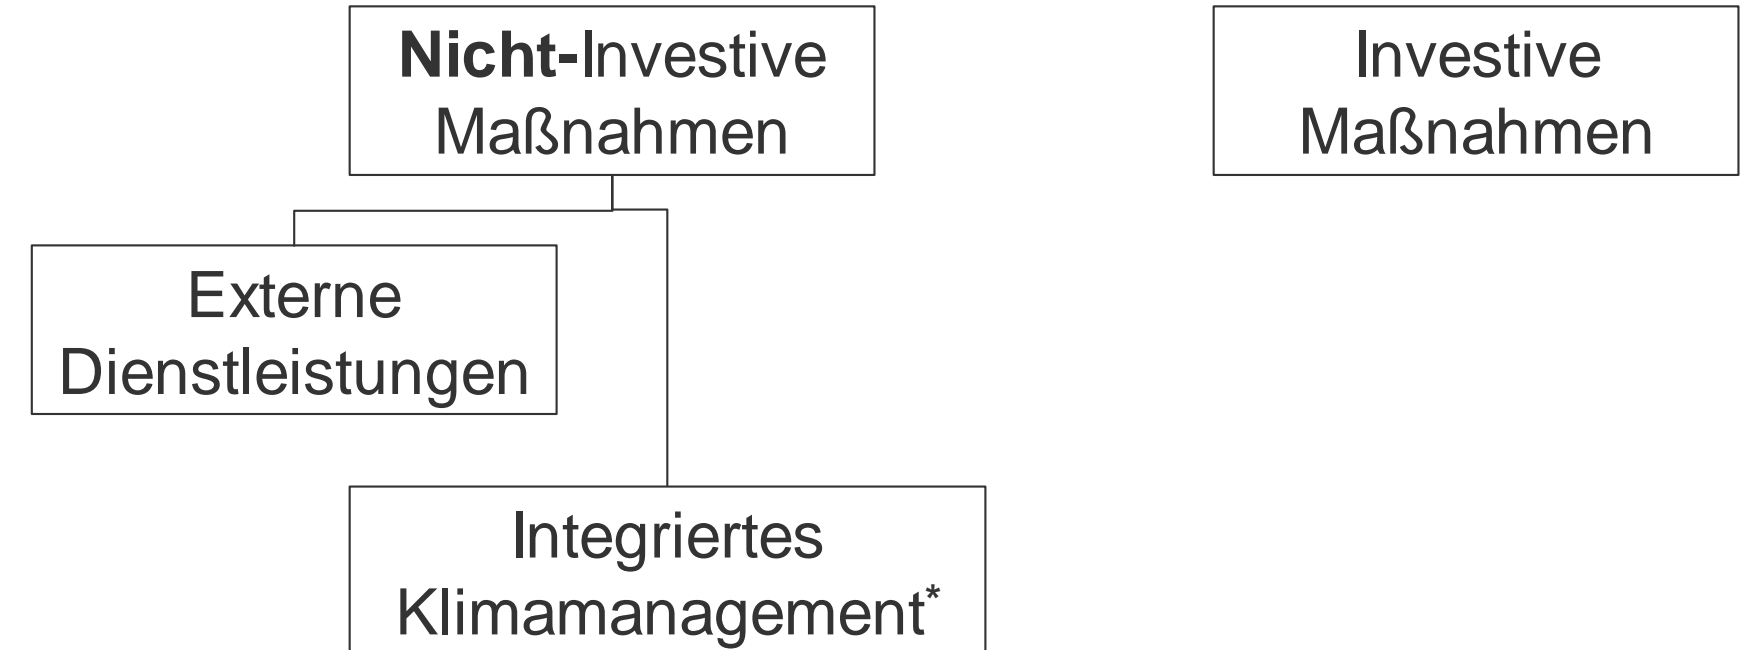 Nicht-Investive
Maßnahmen
Investive
Maßnahmen
Externe
Dienstleistungen
Integriertes
Klimamanagement*